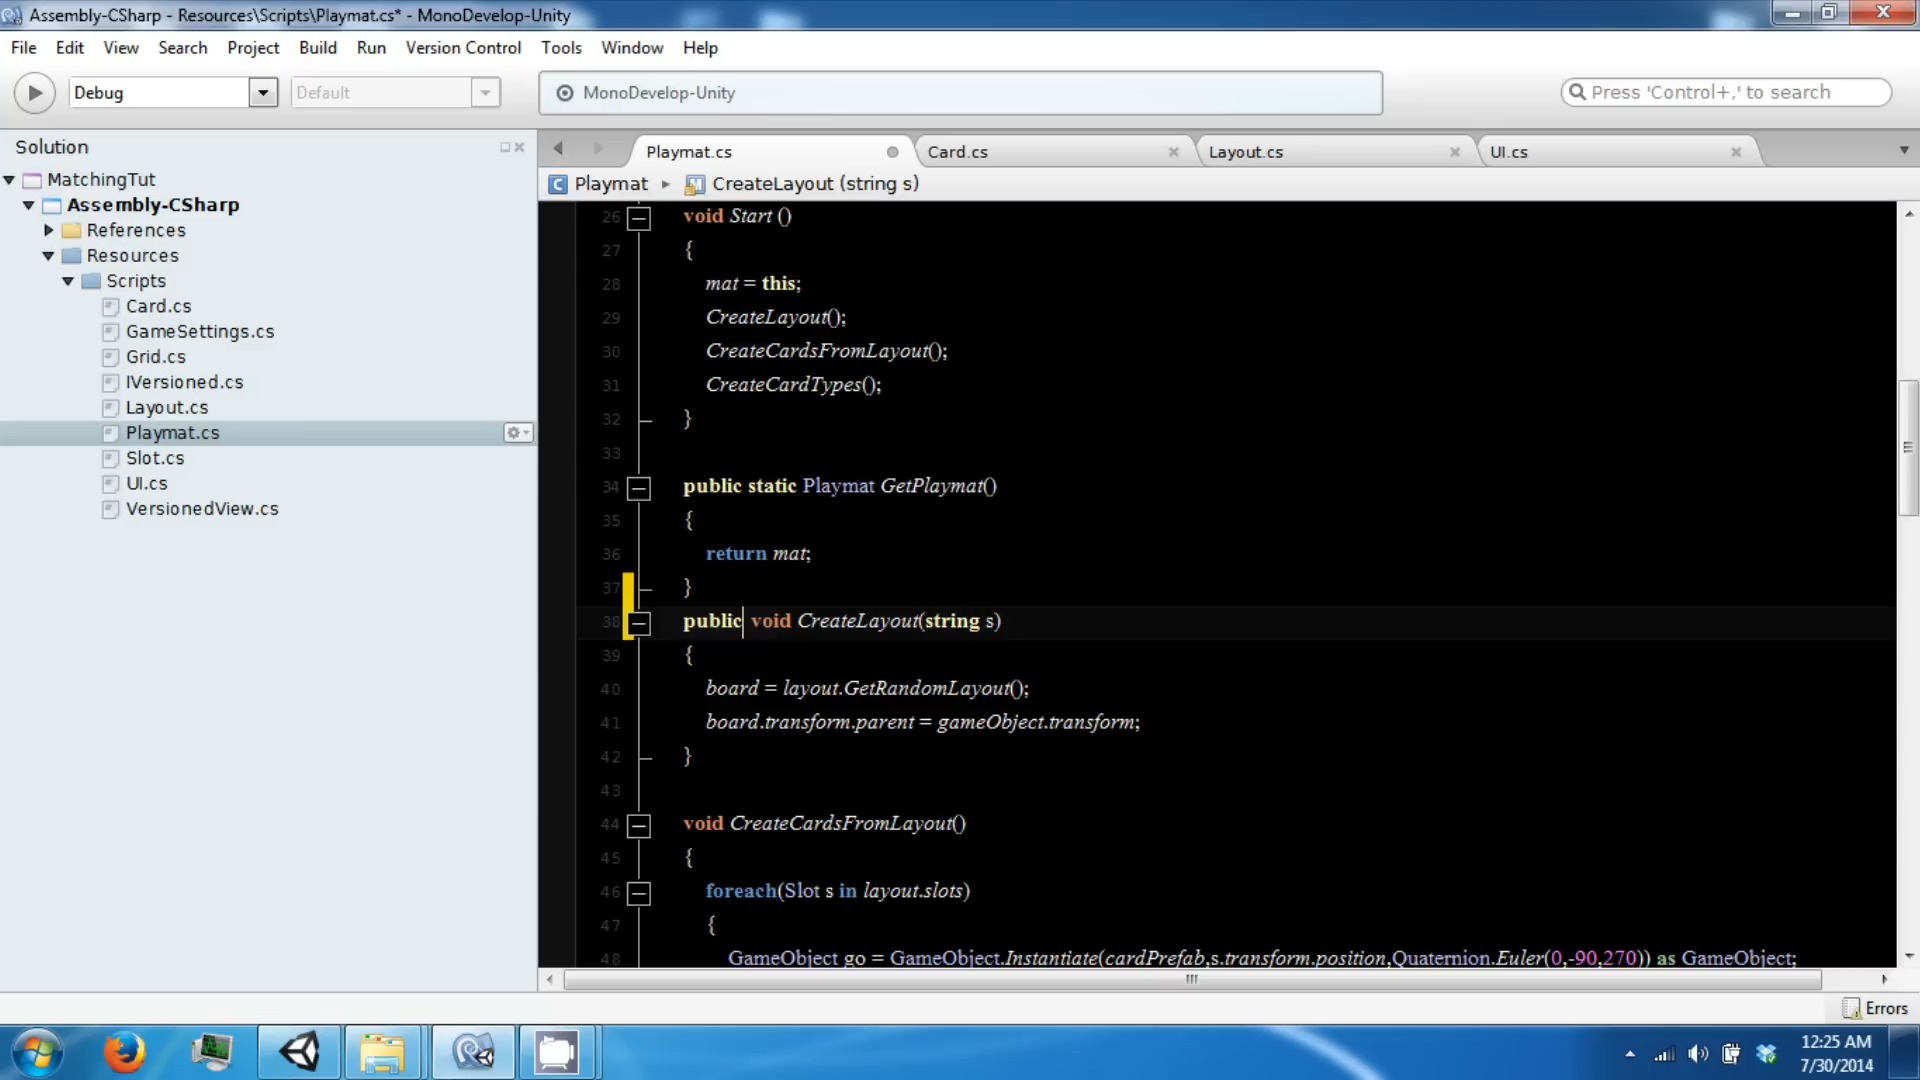 Assembly-CSharp - Resources\Scripts\Playmat.cs* - MonoDevelop-Unity
File Edit View Search Project Build Run Version Control Tools Window Help
Debug Default MonoDevelop-Unity Press 'Control+,' to search
Solution
MatchingTut
Assembly-CSharp
References
Resources
Scripts
Card.cs
GameSettings.cs
Grid.cs
IVersioned.cs
Layout.cs
Playmat.cs
Slot.cs
UI.cs
VersionedView.cs
Playmat.cs Card.cs Layout.cs UI.cs
Playmat CreateLayout (string s)
26 void Start ()
27 {
28 mat = this;
29 CreateLayout();
30 CreateCardsFromLayout();
31 CreateCardTypes();
32 }
33
34 public static Playmat GetPlaymat()
35 {
36 return mat;
37 }
38 public void CreateLayout(string s)
39 {
40 board = layout.GetRandomLayout();
41 board.transform.parent = gameObject.transform;
42 }
43
44 void CreateCardsFromLayout()
45 {
46 foreach(Slot s in layout.slots)
47 {
48 GameObject go = GameObject.Instantiate(cardPrefab,s.transform.position,Quaternion.Euler(0,-90,270)) as GameObject;
Errors
12:25 AM
7/30/2014